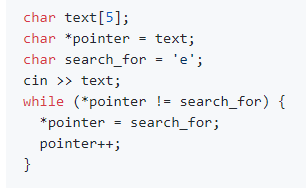 char text[5];
char *pointer = text;
char search_for = 'e';
cin >> text;
while (*pointer != search_for) {
  *pointer = search_for;
  pointer++;
}